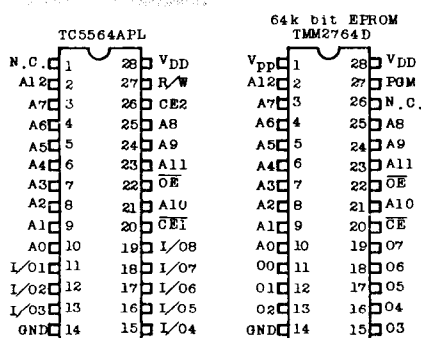 64k bit EPROM
TC5564APL TMM2764D
N.C. 1 28 VDD VPP 1 28 VDD
A12 2 27 R/W A12 2 27 PGM
A7 3 26 CE2 A7 3 26 N.C.
A6 4 25 A8 A6 4 25 A8
A5 5 24 A9 A5 5 24 A9
A4 6 23 A11 A4 6 23 A11
A3 7 22 OE A3 7 22 OE
A2 8 21 A10 A2 8 21 A10
A1 9 20 CE1 A1 9 20 CE
A0 10 19 I/O8 A0 10 19 O7
I/O1 11 18 I/O7 O0 11 18 O6
I/O2 12 17 I/O6 O1 12 17 O5
I/O3 13 16 I/O5 O2 13 16 O4
GND 14 15 I/O4 GND 14 15 O3